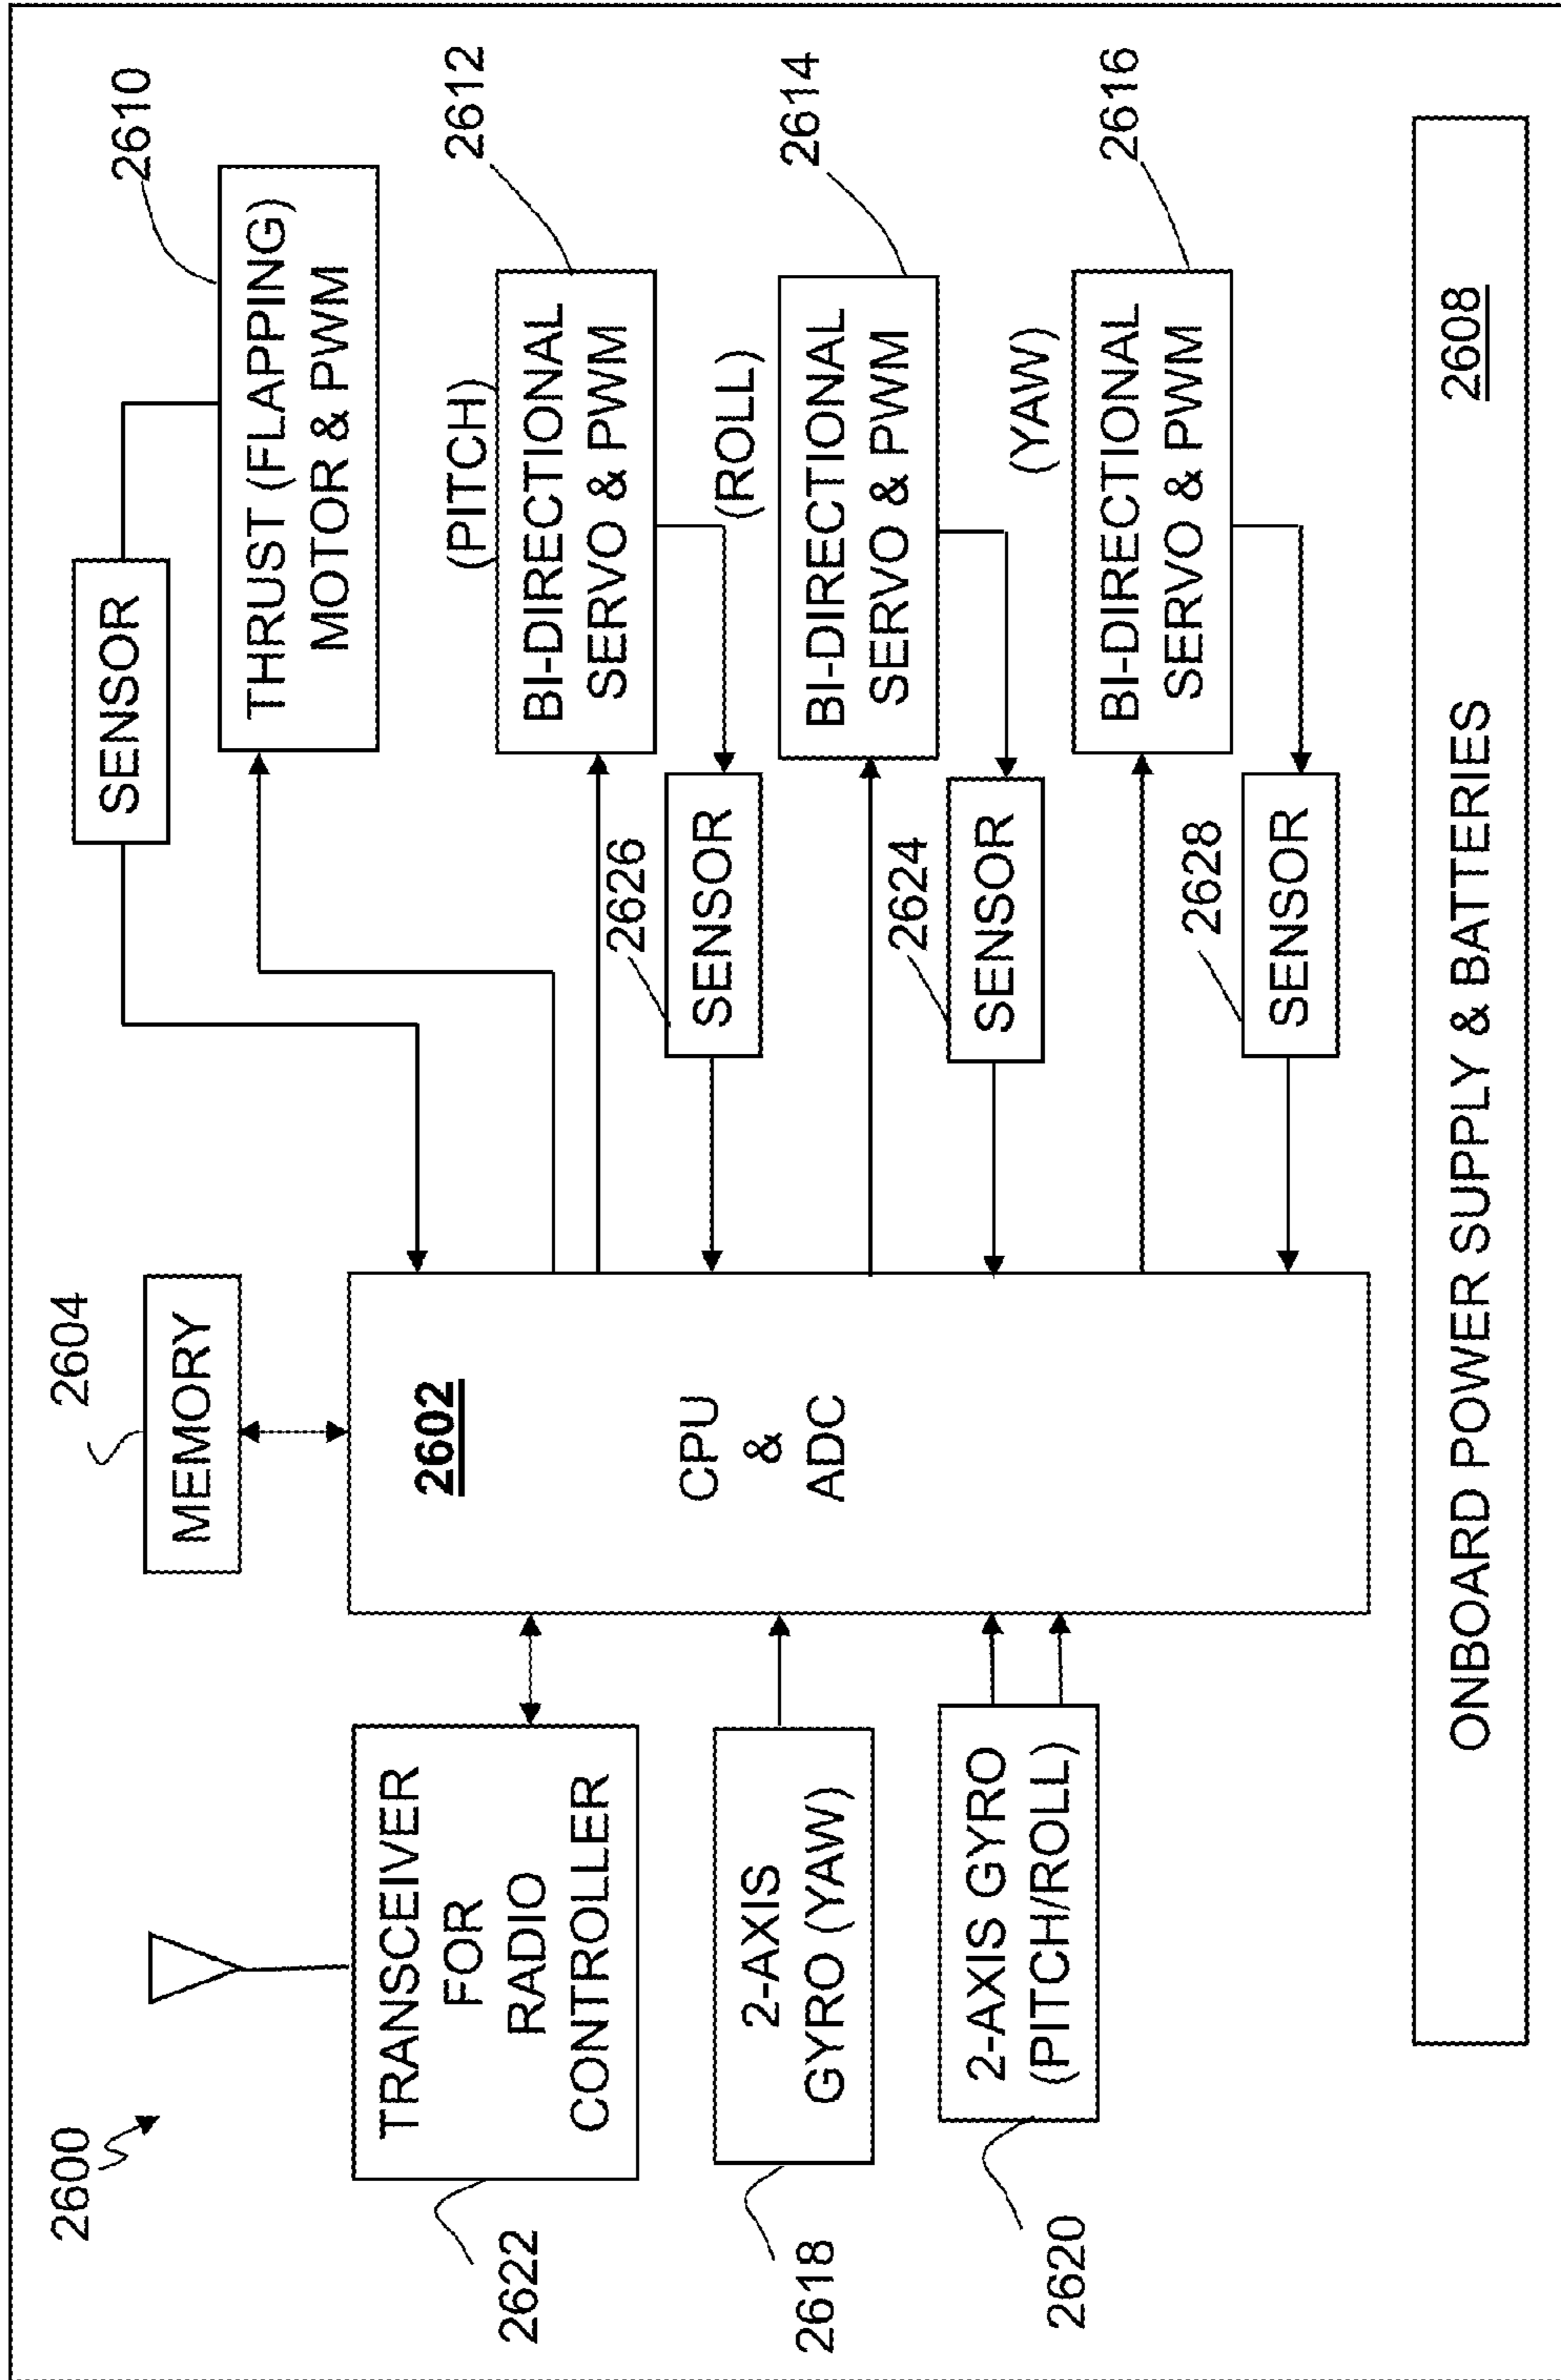 2600
2604
MEMORY
SENSOR
2610
THRUST (FLAPPING)
MOTOR & PWM
2622
TRANSCEIVER
FOR
RADIO
CONTROLLER
2602
CPU
&
ADC
(PITCH)
2612
BI-DIRECTIONAL
SERVO & PWM
2626
SENSOR
2618
2-AXIS
GYRO (YAW)
(ROLL)
2614
BI-DIRECTIONAL
SERVO & PWM
2624
SENSOR
2620
2-AXIS GYRO
(PITCH/ROLL)
(YAW)
2616
BI-DIRECTIONAL
SERVO & PWM
2628
SENSOR
ONBOARD POWER SUPPLY & BATTERIES 2608